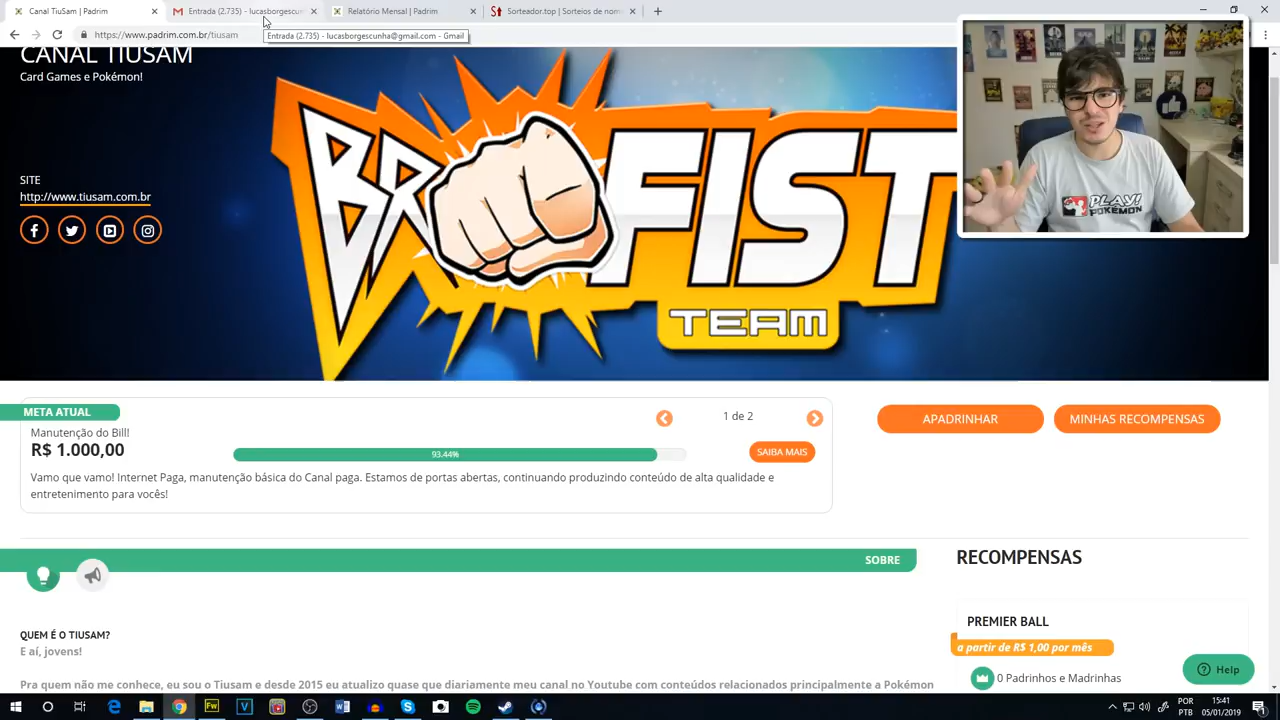 Canal TiuSam | Padrim
Entrada (2.735) - lucasborgescu
Relatório Mensal | Padrim
Sorteador.top | Sorteios de nom
https://www.padrim.com.br/tiusam
Entrada (2.735) - lucasborgescunha@gmail.com - Gmail
CANAL TIUSAM
Card Games e Pokémon!
SITE
http://www.tiusam.com.br
BR FIST
TEAM
PLAY!
POKÉMON
META ATUAL
1 de 2
APADRINHAR
MINHAS RECOMPENSAS
Manutenção do Bill!
R$ 1.000,00
93.44%
SAIBA MAIS
Vamo que vamo! Internet Paga, manutenção básica do Canal paga. Estamos de portas abertas, continuando produzindo conteúdo de alta qualidade e
entretenimento para vocês!
SOBRE
RECOMPENSAS
PREMIER BALL
a partir de R$ 1,00 por mês
QUEM É O TIUSAM?
E aí, jovens!
0 Padrinhos e Madrinhas
Help
Pra quem não me conhece, eu sou o Tiusam e desde 2015 eu atualizo quase que diariamente meu canal no Youtube com conteúdos relacionados principalmente a Pokémon
Fw
V
POR
PTB
15:41
05/01/2019
1